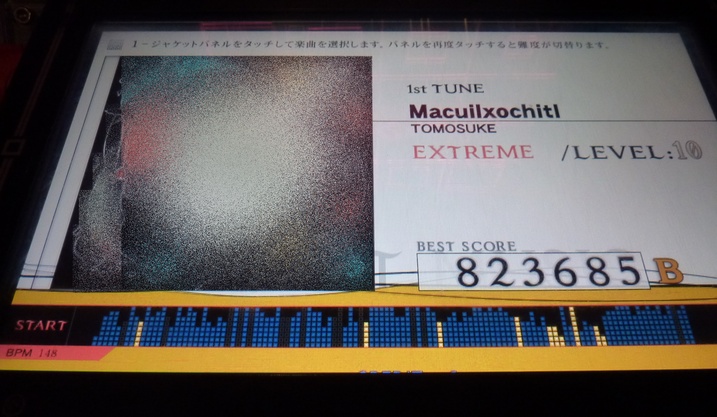 1-ジャケットパネルをタッチして楽曲を選択します。パネルを再度タッチすると難度が切替ります。
1st TUNE
Macuilxochitl
TOMOSUKE
EXTREME /LEVEL:10
BEST SCORE
823685 B
START
BPM 148